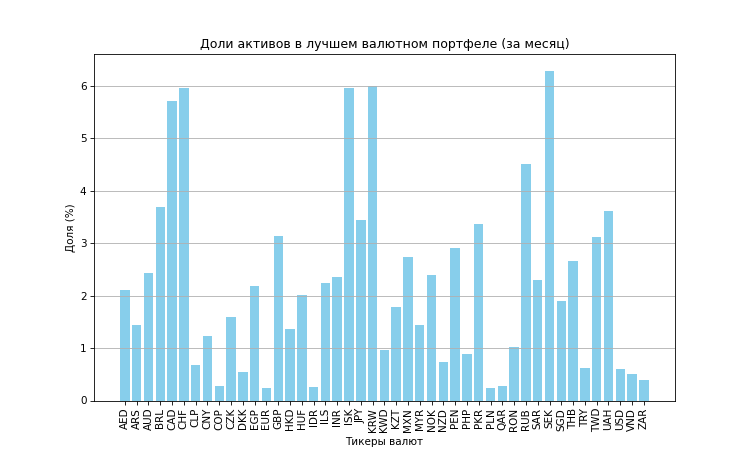 Доли активов в лучшем валютном портфеле (за месяц)
Доля (%)
6
5
4
3
2
1
0
AED
ARS
AUD
BRL
CAD
CHF
CLP
CNY
COP
CZK
DKK
EGP
EUR
GBP
HKD
HUF
IDR
ILS
INR
ISK
JPY
KRW
KWD
KZT
MXN
MYR
NOK
NZD
PEN
PHP
PKR
PLN
QAR
RON
RUB
SAR
SEK
SGD
THB
TRY
TWD
UAH
USD
VND
ZAR
Тикеры валют